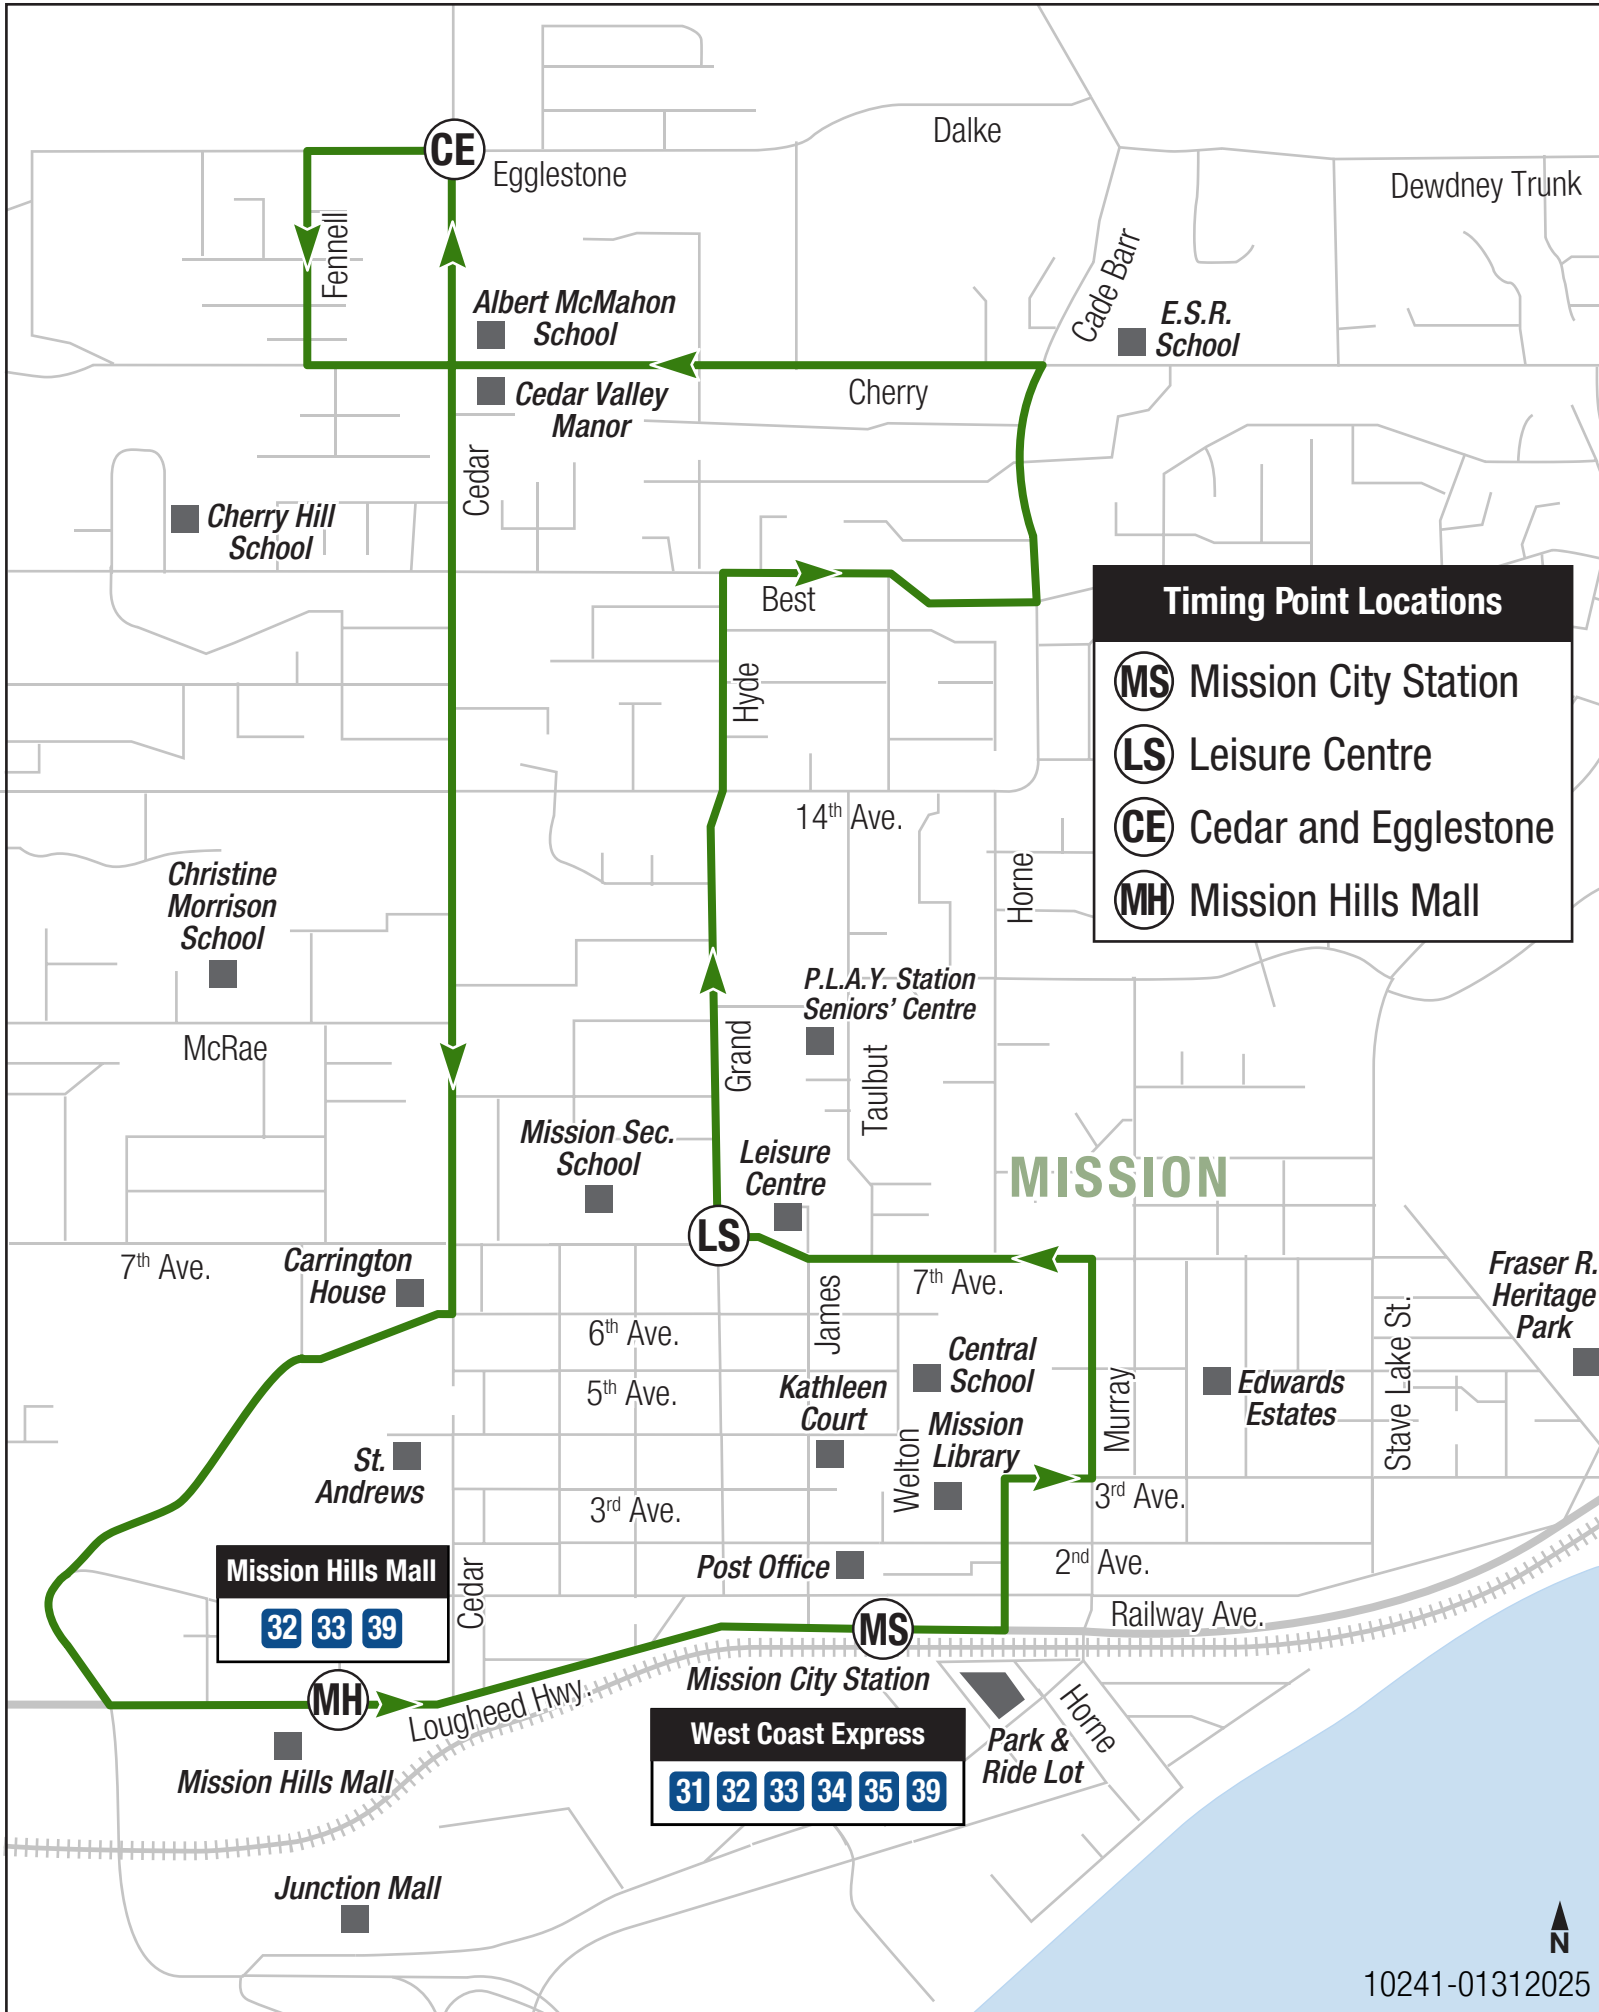 Dalke
CE
Egglestone
Dewdney Trunk
Fennell
Cade Barr
Albert McMahon
School
E.S.R.
School
Cherry
Cedar Valley
Manor
Cedar
Cherry Hill
School
Best
Hyde
Timing Point Locations
MS Mission City Station
LS Leisure Centre
CE Cedar and Egglestone
MH Mission Hills Mall
14th Ave.
Horne
Christine
Morrison
School
P.L.A.Y. Station
Seniors’ Centre
McRae
Grand
Taulbut
Mission Sec.
School
Leisure
Centre
MISSION
LS
7th Ave.
Carrington
House
7th Ave.
Fraser R.
Heritage
Park
6th Ave.
James
Central
School
5th Ave.
Kathleen
Court
Murray
Edwards
Estates
Stave Lake St.
Mission
Library
Welton
St.
Andrews
3rd Ave.
3rd Ave.
Post Office
2nd Ave.
Mission Hills Mall
32 33 39
Cedar
Railway Ave.
MS
Mission City Station
MH
Lougheed Hwy.
Horne
West Coast Express
31 32 33 34 35 39
Park &
Ride Lot
Mission Hills Mall
Junction Mall
N
10241-01312025